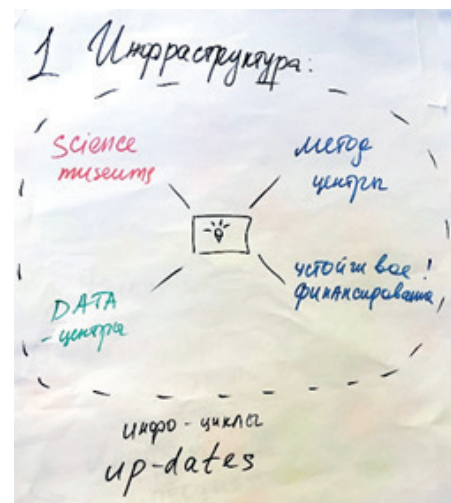 1 Инфраструктура:
Science
museums
метод
центры
устойчивое!
финансирование
DATA
-центры
инфо-циклы
up-dates